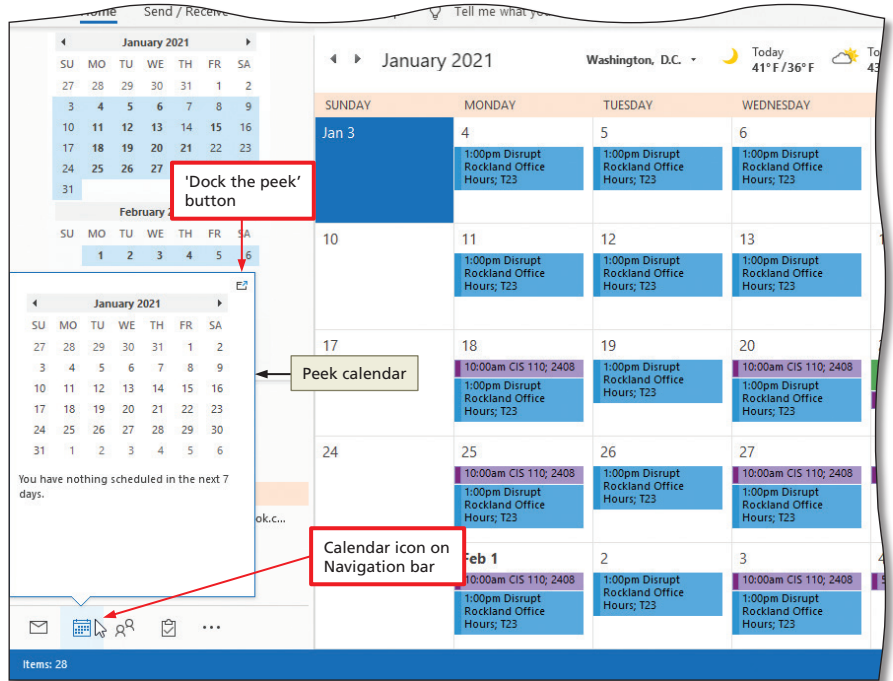 Home Send / Receive
Tell me what you
January 2021
SU MO TU WE TH FR SA
27 28 29 30 31 1 2
3 4 5 6 7 8 9
10 11 12 13 14 15 16
17 18 19 20 21 22 23
24 25 26 27
31
February
SU MO TU WE TH FR SA
1 2 3 4 5 6
'Dock the peek'
button
January 2021
SU MO TU WE TH FR SA
27 28 29 30 31 1 2
3 4 5 6 7 8 9
10 11 12 13 14 15 16
17 18 19 20 21 22 23
24 25 26 27 28 29 30
31 1 2 3 4 5 6
You have nothing scheduled in the next 7
days.
Peek calendar
ok.c...
Calendar icon on
Navigation bar
January 2021
Washington, D.C.
Today
41° F / 36° F
To
43
SUNDAY MONDAY TUESDAY WEDNESDAY
Jan 3 4 5 6
1:00pm Disrupt 1:00pm Disrupt 1:00pm Disrupt
Rockland Office Rockland Office Rockland Office
Hours; T23 Hours; T23 Hours; T23
10 11 12 13
1:00pm Disrupt 1:00pm Disrupt 1:00pm Disrupt
Rockland Office Rockland Office Rockland Office
Hours; T23 Hours; T23 Hours; T23
17 18 19 20
10:00am CIS 110; 2408 1:00pm Disrupt 10:00am CIS 110; 2408
1:00pm Disrupt Rockland Office 1:00pm Disrupt
Rockland Office Hours; T23 Rockland Office
Hours; T23 Hours; T23
24 25 26 27
10:00am CIS 110; 2408 1:00pm Disrupt 10:00am CIS 110; 2408
1:00pm Disrupt Rockland Office 1:00pm Disrupt
Rockland Office Hours; T23 Rockland Office
Hours; T23 Hours; T23
Feb 1 2 3 4
10:00am CIS 110; 2408 1:00pm Disrupt 10:00am CIS 110; 2408
1:00pm Disrupt Rockland Office 1:00pm Disrupt
Rockland Office Hours; T23 Rockland Office
Hours; T23 Hours; T23
Items: 28